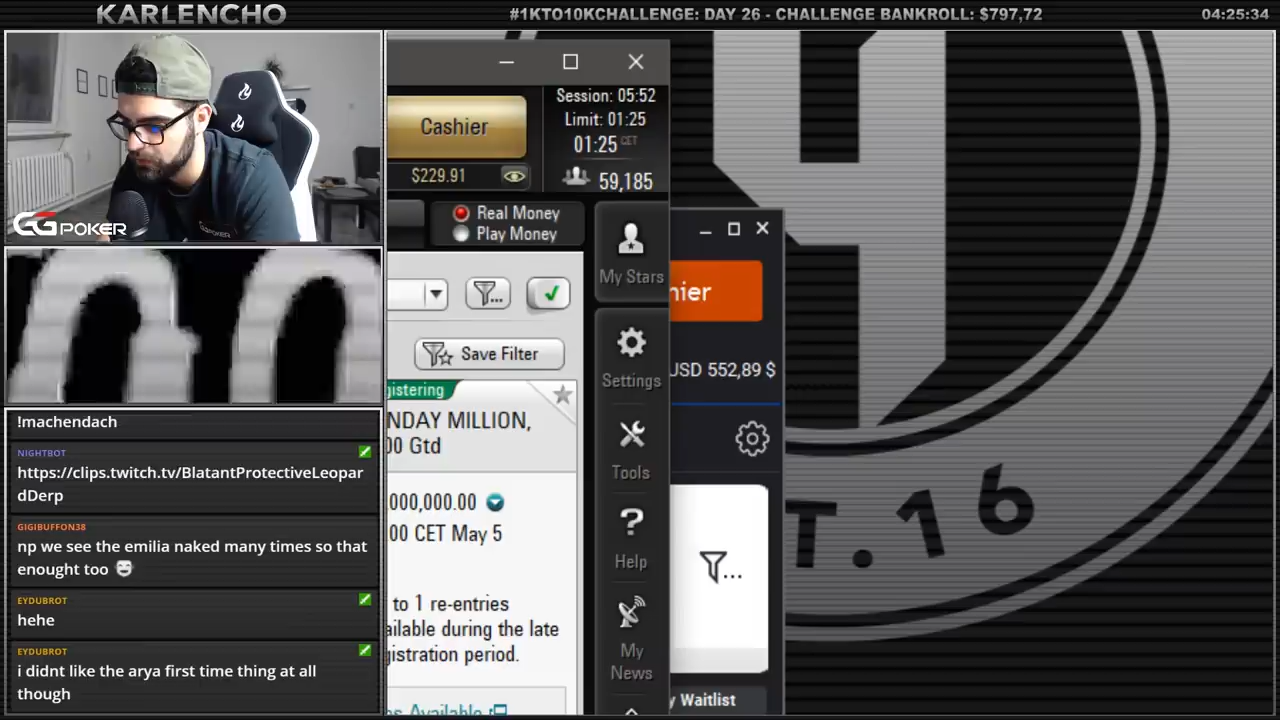 KARLENCHO
#1KTO10KCHALLENGE: DAY 26 - CHALLENGE BANKROLL: $797,72
04:25:34
GGPOKER
GGPOKER
!machendach
NIGHTBOT
https://clips.twitch.tv/BlatantProtectiveLeopar
dDerp
GIGIBUFFON38
np we see the emilia naked many times so that
enought too
EYDUBROT
hehe
EYDUBROT
i didnt like the arya first time thing at all
though
Cashier
$229.91
Session: 05:52
Limit: 01:25
01:25 CET
59,185
Real Money
Play Money
Save Filter
gistering
NDAY MILLION,
00 Gtd
000,000.00
00 CET May 5
to 1 re-entries
ailable during the late
gistration period.
es Available
My Stars
Settings
Tools
Help
My
News
hier
USD 552,89 $
y Waitlist
T.16